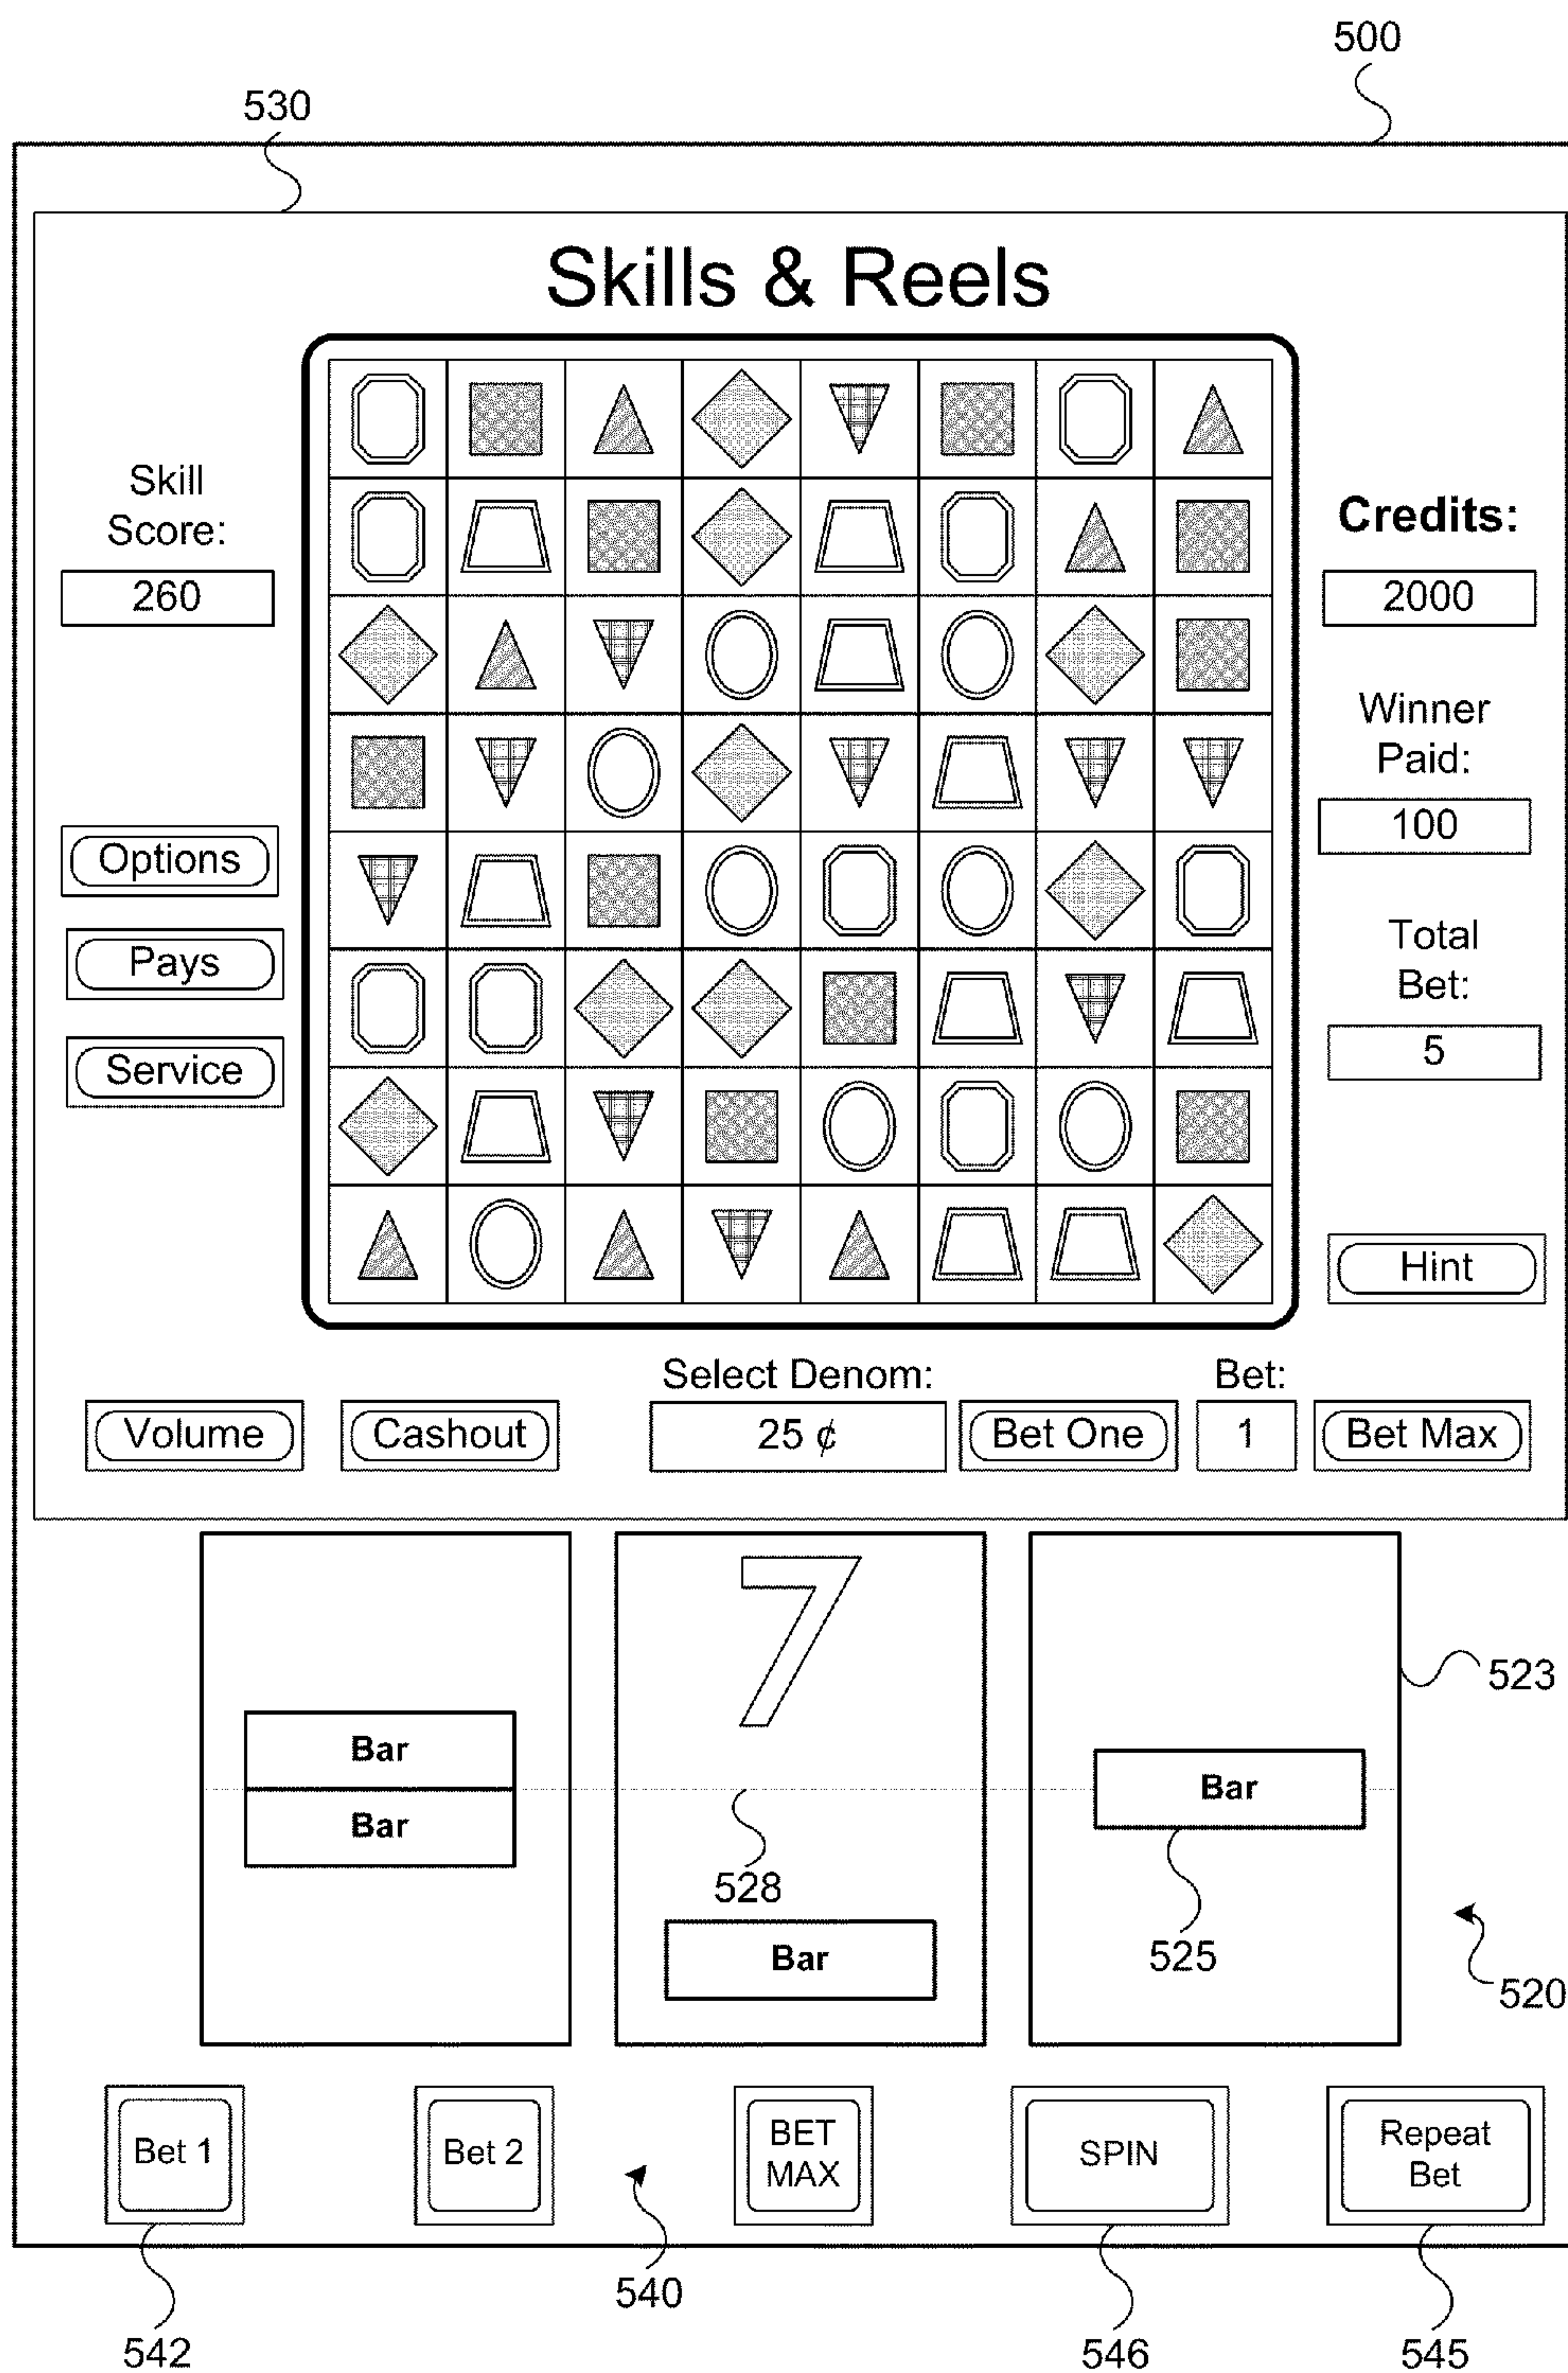 500
530
Skills & Reels
Skill
Score:
260
Credits:
2000
Winner
Paid:
100
Options
Total
Bet:
5
Pays
Service
Hint
Select Denom:
Bet:
Volume
Cashout
25 ¢
Bet One
1
Bet Max
7
523
Bar
Bar
Bar
528
Bar
525
520
Bet 1
Bet 2
BET
MAX
SPIN
Repeat
Bet
540
542
546
545